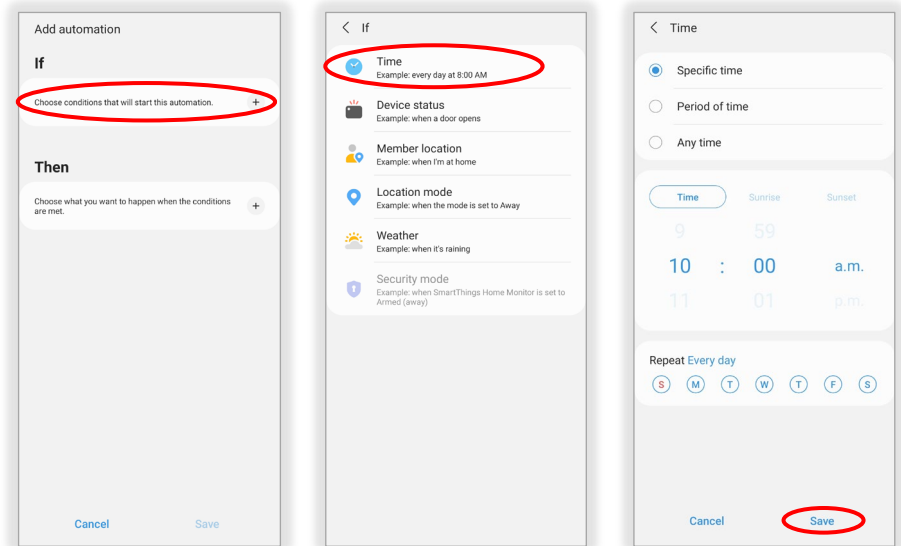 Add automation
If
Choose conditions that will start this automation. +
Then
Choose what you want to happen when the conditions
are met. +
Cancel Save
< If
Time
Example: every day at 8:00 AM
Device status
Example: when a door opens
Member location
Example: when I'm at home
Location mode
Example: when the mode is set to Away
Weather
Example: when it's raining
Security mode
Example: when SmartThings Home Monitor is set to
Armed (away)
< Time
Specific time
Period of time
Any time
Time Sunrise Sunset
9 59
10 : 00 a.m.
11 01 p.m.
Repeat Every day
S M T W T F S
Cancel Save